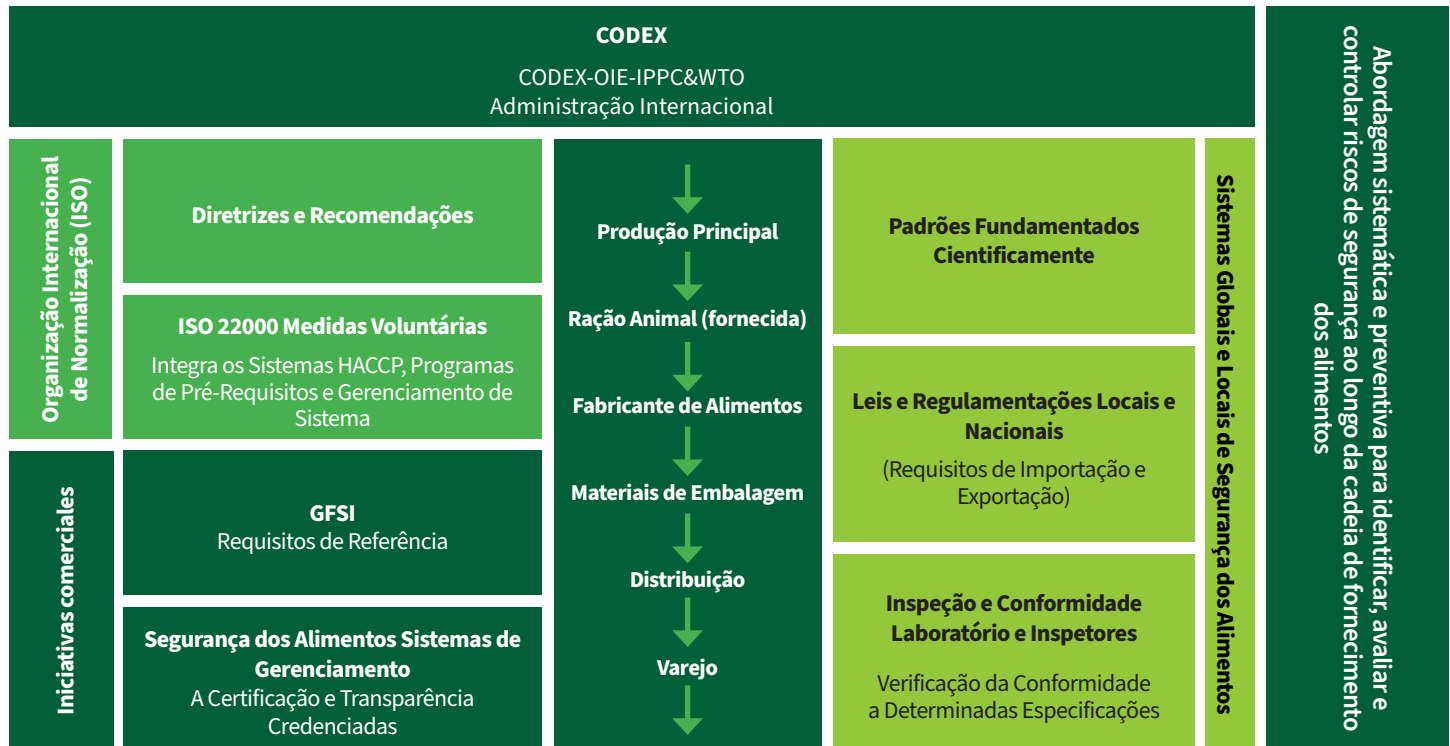 CODEX
CODEX-OIE-IPPC&WTO
Administração Internacional
Organização Internacional
de Normalização (ISO)
Diretrizes e Recomendações
ISO 22000 Medidas Voluntárias
Integra os Sistemas HACCP, Programas
de Pré-Requisitos e Gerenciamento de
Sistema
Iniciativas comerciales
GFSI
Requisitos de Referência
Segurança dos Alimentos Sistemas de
Gerenciamento
A Certificação e Transparência
Credenciadas
Produção Principal
Ração Animal (fornecida)
Fabricante de Alimentos
Materiais de Embalagem
Distribuição
Varejo
Padrões Fundamentados
Cientificamente
Leis e Regulamentações Locais e
Nacionais
(Requisitos de Importação e
Exportação)
Inspeção e Conformidade
Laboratório e Inspetores
Verificação da Conformidade
a Determinadas Especificações
Sistemas Globais e Locais de Segurança dos Alimentos
Abordagem sistemática e preventiva para identificar, avaliar e
controlar riscos de segurança ao longo da cadeia de fornecimento
dos alimentos